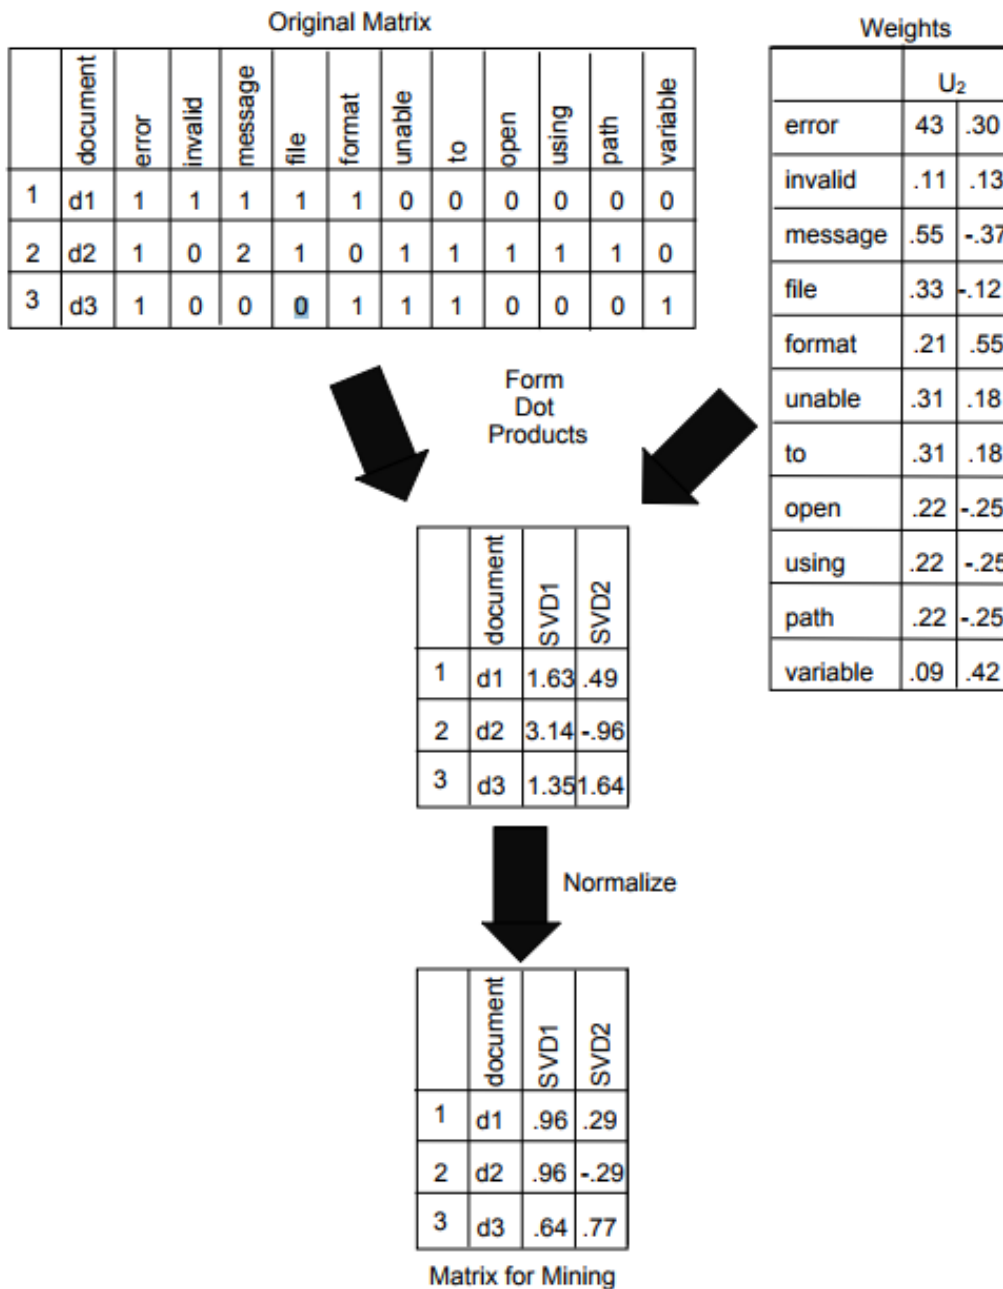 Original Matrix
document error invalid message file format unable to open using path variable
1 d1 1 1 1 1 1 0 0 0 0 0 0
2 d2 1 0 2 1 0 1 1 1 1 1 0
3 d3 1 0 0 0 1 1 1 0 0 0 1
Weights
U₂
error 43 .30
invalid .11 .13
message .55 -.37
file .33 -.12
format .21 .55
unable .31 .18
to .31 .18
open .22 -.25
using .22 -.25
path .22 -.25
variable .09 .42
Form
Dot
Products
document SVD1 SVD2
1 d1 1.63 .49
2 d2 3.14 -.96
3 d3 1.35 1.64
Normalize
document SVD1 SVD2
1 d1 .96 .29
2 d2 .96 -.29
3 d3 .64 .77
Matrix for Mining